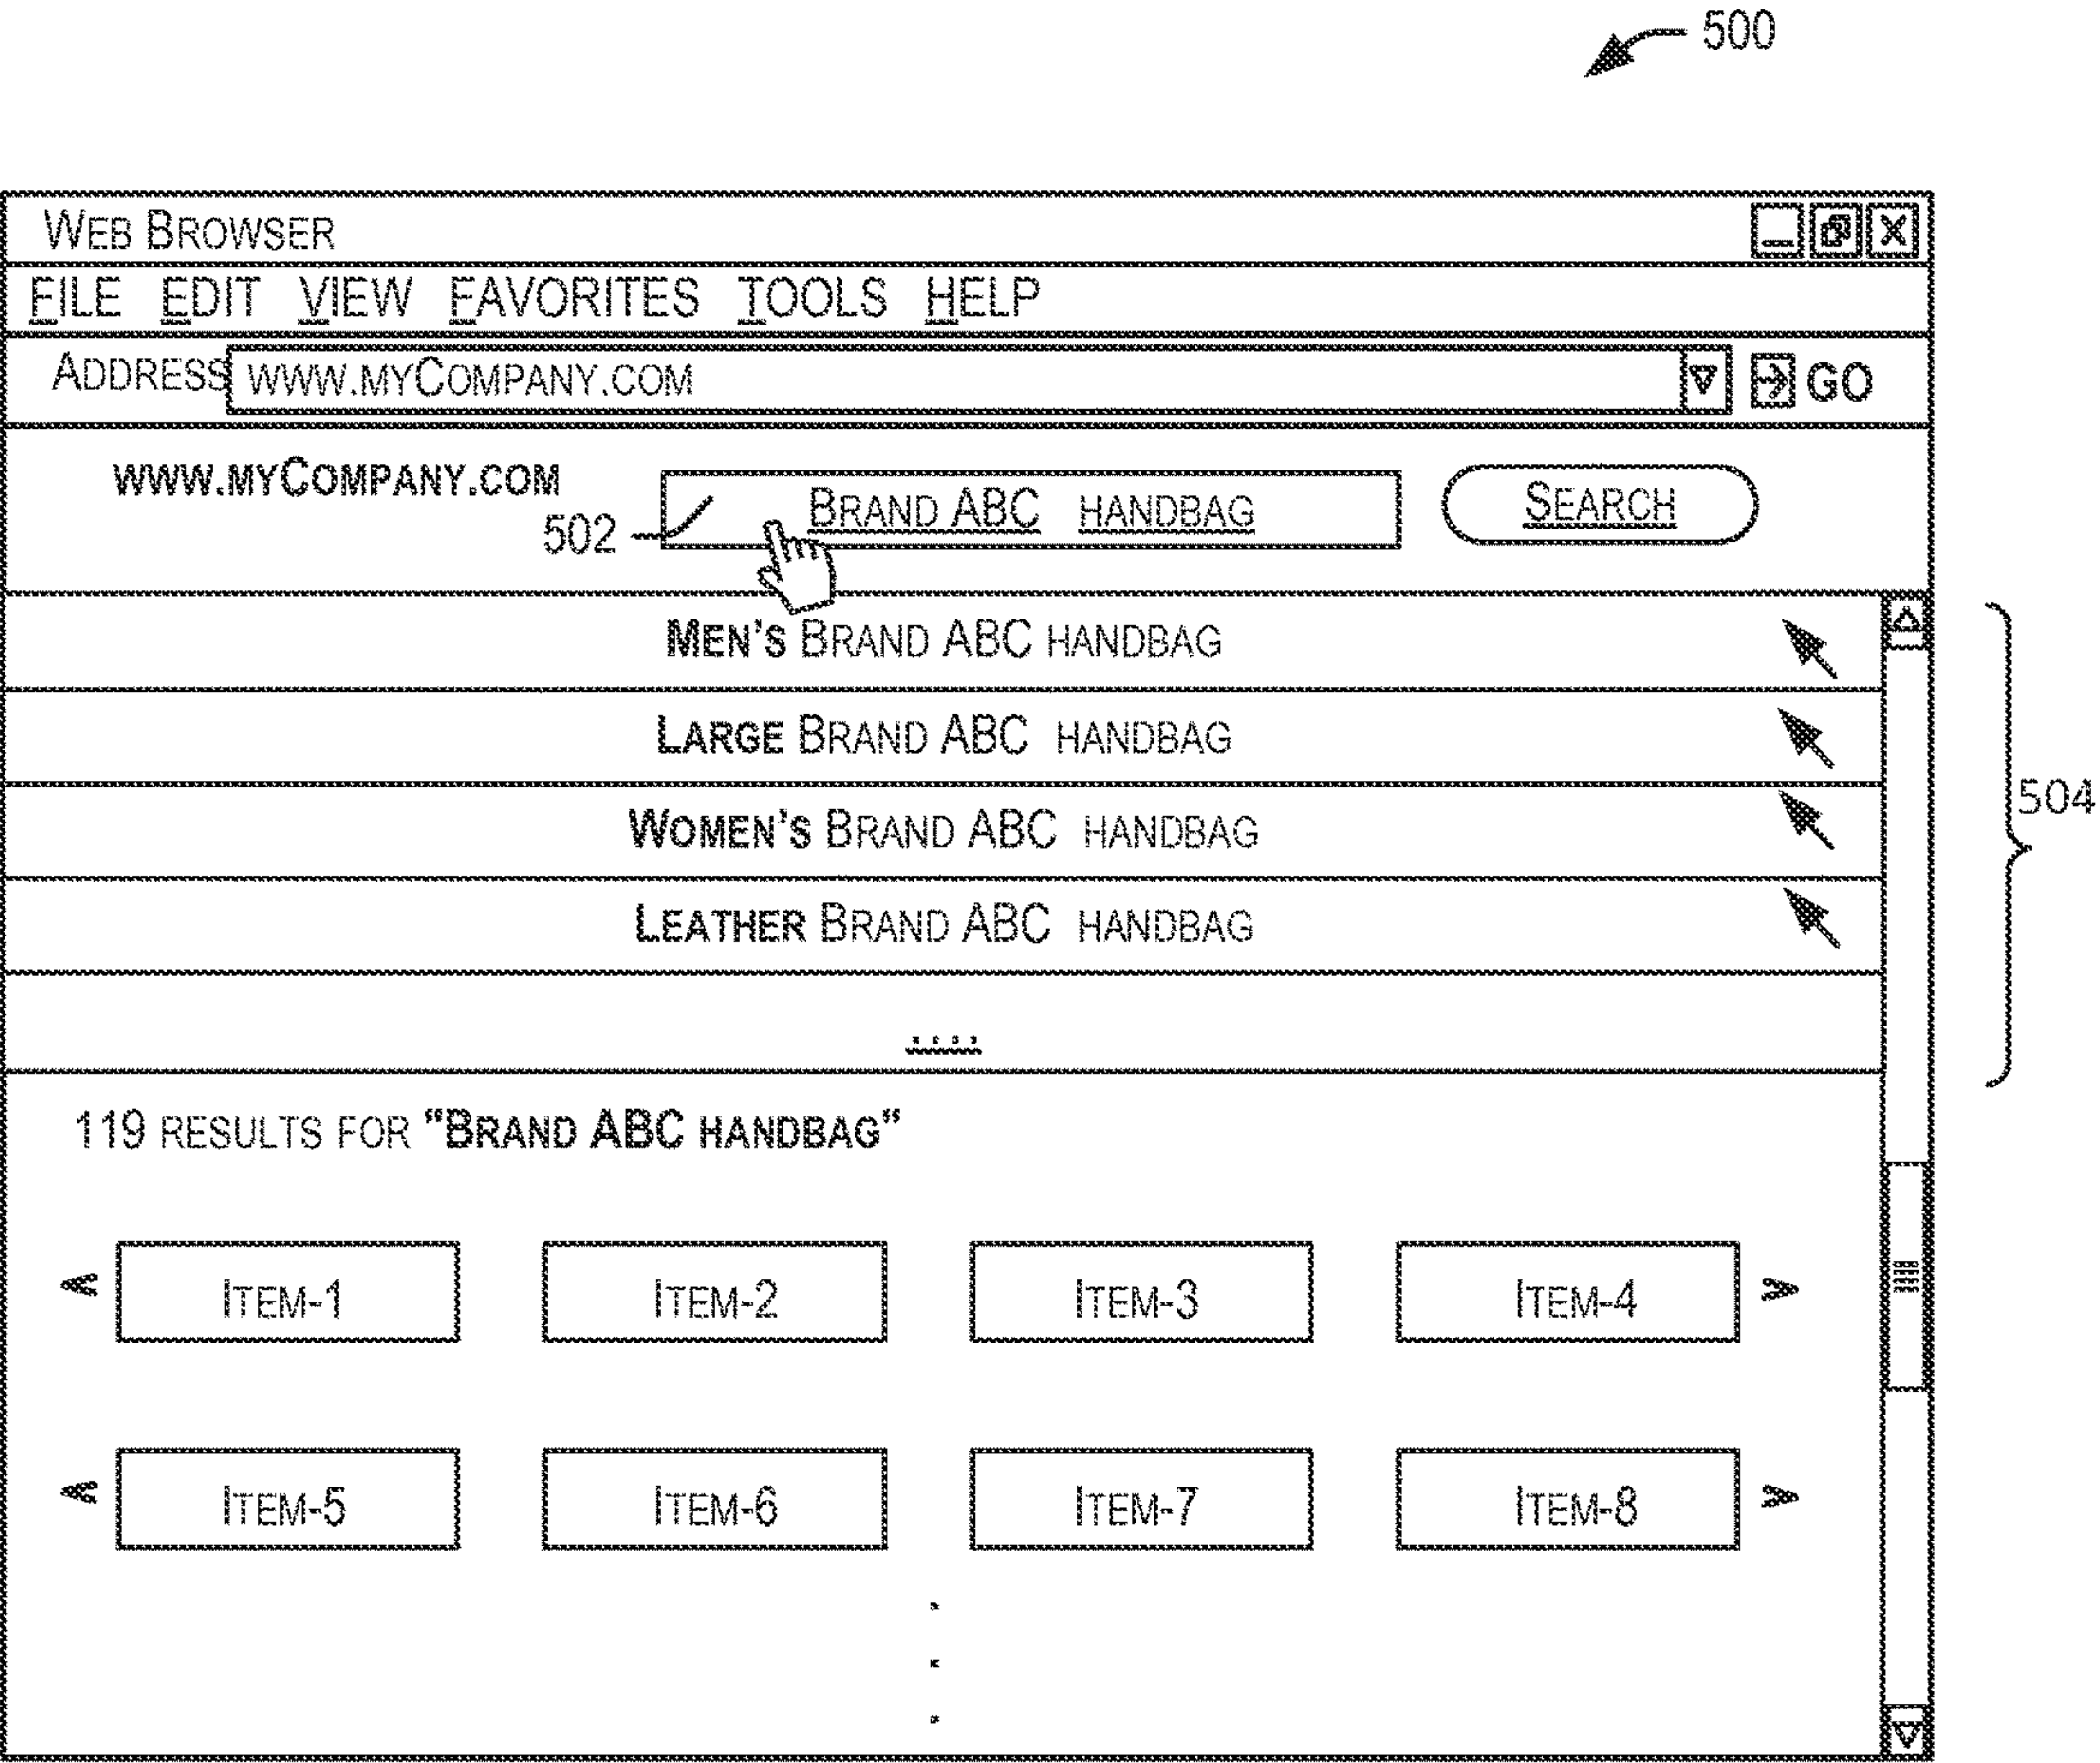 500
Web Browser
FILE EDIT VIEW FAVORITES TOOLS HELP
Address www.myCompany.com GO
www.myCompany.com Brand ABC handbag Search
502
Men's Brand ABC handbag
Large Brand ABC handbag
504
Women's Brand ABC handbag
Leather Brand ABC handbag
....
119 results for "Brand ABC handbag"
< Item-1 Item-2 Item-3 Item-4 >
< Item-5 Item-6 Item-7 Item-8 >